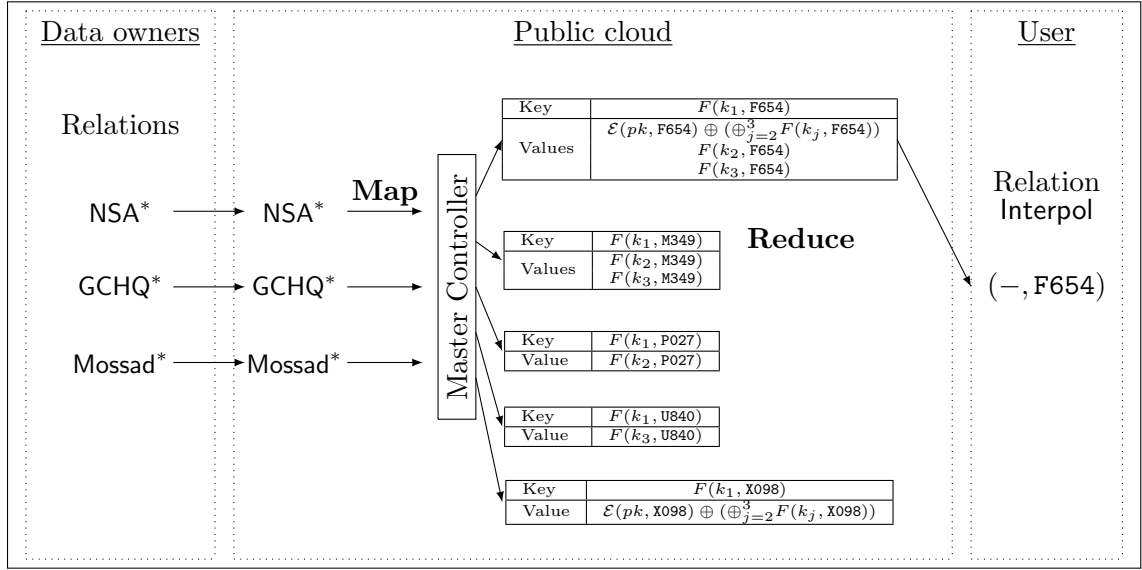 Data owners
Public cloud
User
Relations
NSA*
GCHQ*
Mossad*
NSA*
GCHQ*
Mossad*
Map
Master Controller
Key F(k₁, F654)
Values
ℰ(pk, F654) ⊕ (⊕³ⱼ₌₂ F(kⱼ, F654))
F(k₂, F654)
F(k₃, F654)
Key F(k₁, M349)
Values
F(k₂, M349)
F(k₃, M349)
Reduce
Key F(k₁, P027)
Value F(k₂, P027)
Key F(k₁, U840)
Value F(k₃, U840)
Key F(k₁, X098)
Value ℰ(pk, X098) ⊕ (⊕³ⱼ₌₂ F(kⱼ, X098))
Relation
Interpol
(−, F654)